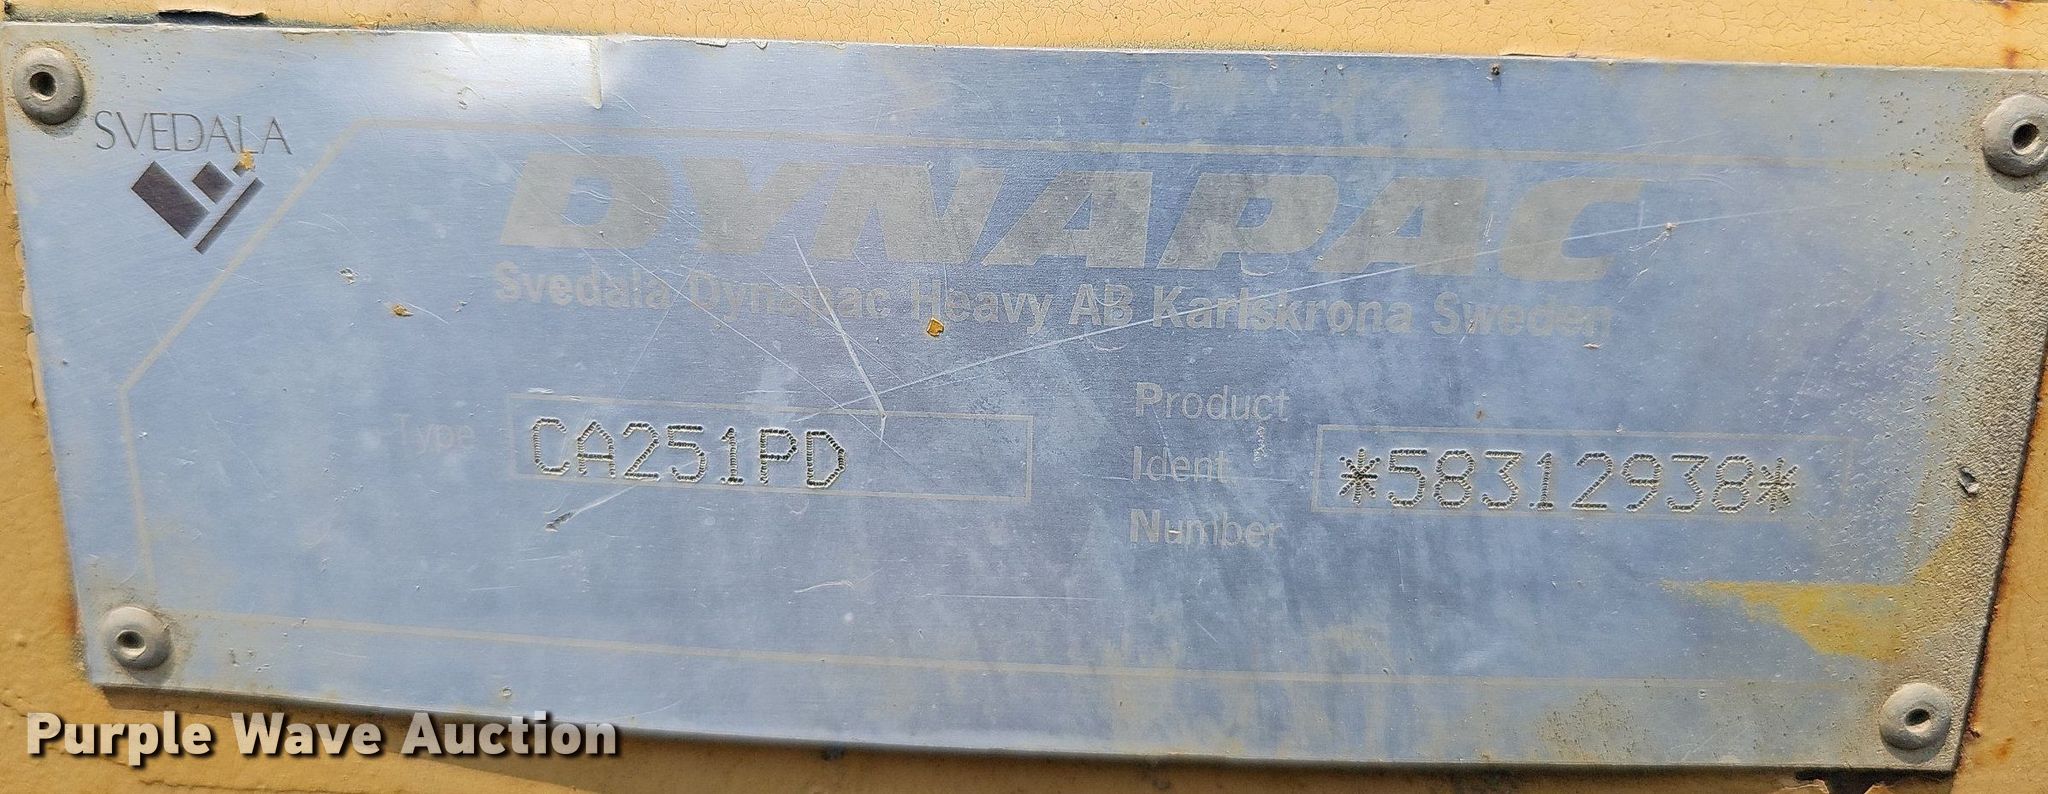 SVEDALA
DYNAPAC
Svedala Dynapac Heavy AB Karlskrona Sweden
Type CA251PD
Product
Ident
Number
*58312938*
Purple Wave Auction